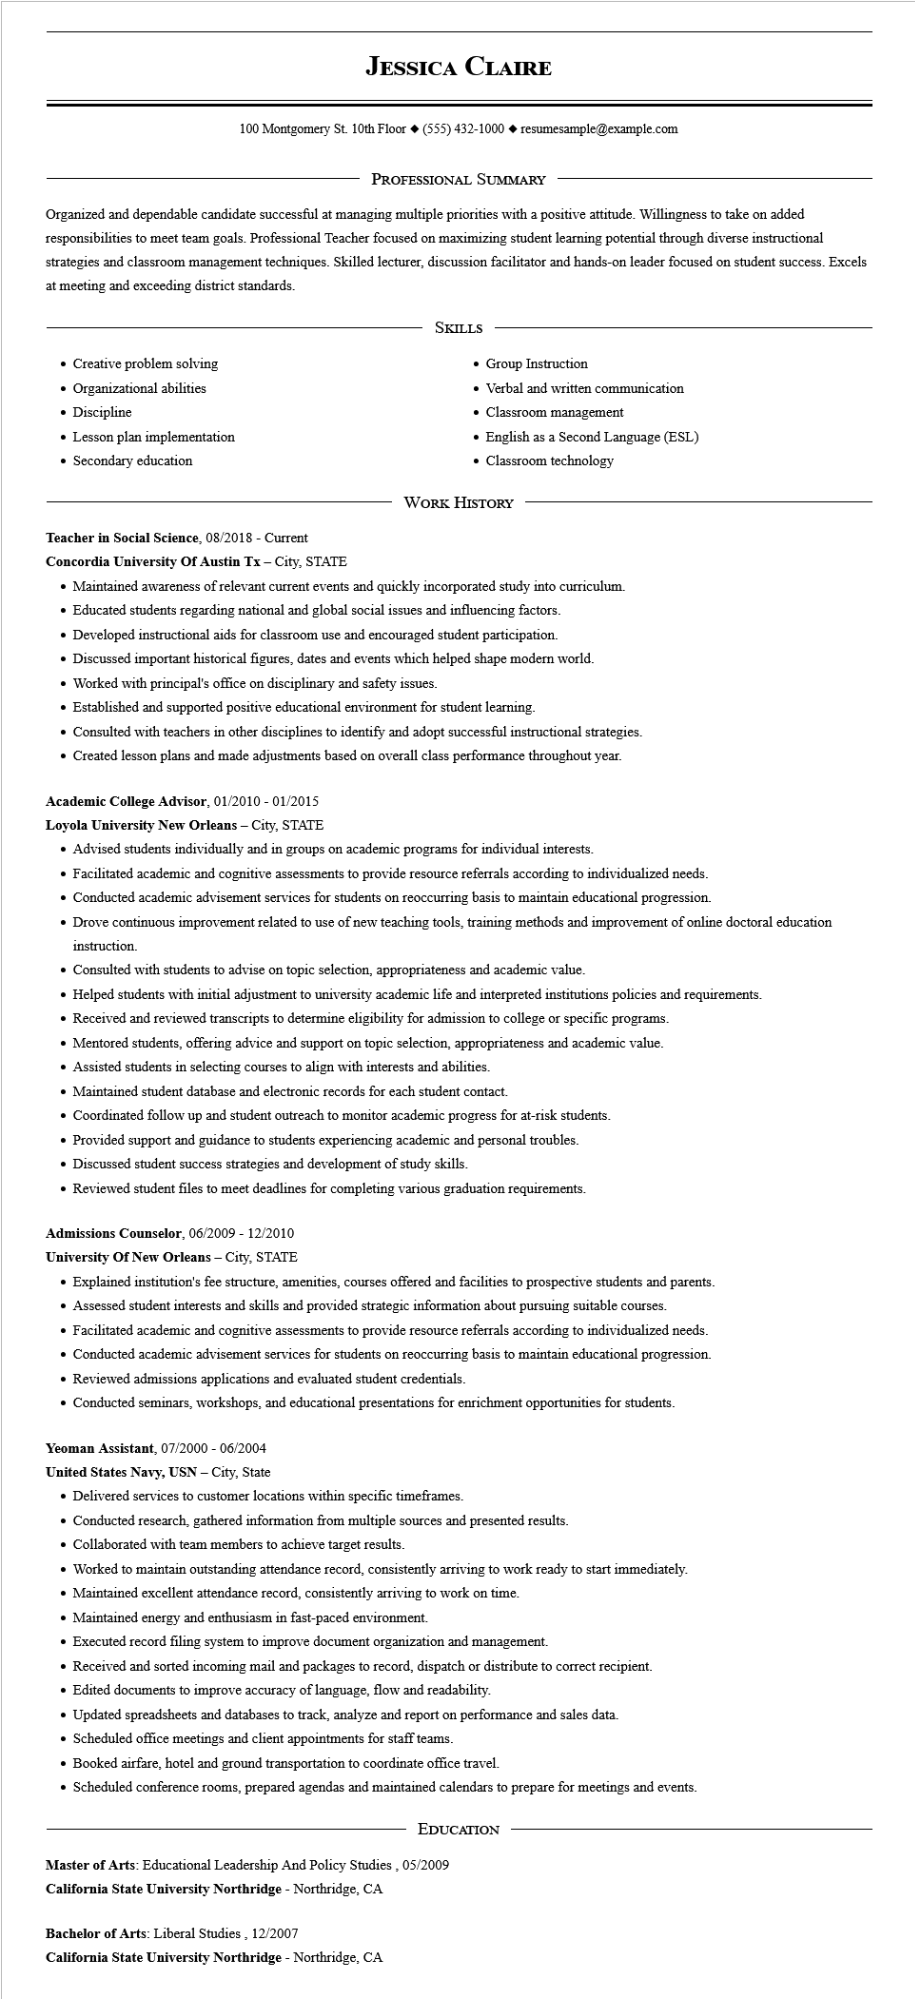 Jessica Claire
100 Montgomery St. 10th Floor ◆ (555) 432-1000 ◆ resumesample@example.com
Professional Summary
Organized and dependable candidate successful at managing multiple priorities with a positive attitude. Willingness to take on added
responsibilities to meet team goals. Professional Teacher focused on maximizing student learning potential through diverse instructional
strategies and classroom management techniques. Skilled lecturer, discussion facilitator and hands-on leader focused on student success. Excels
at meeting and exceeding district standards.
Skills
• Creative problem solving
• Organizational abilities
• Discipline
• Lesson plan implementation
• Secondary education
• Group Instruction
• Verbal and written communication
• Classroom management
• English as a Second Language (ESL)
• Classroom technology
Work History
Teacher in Social Science, 08/2018 - Current
Concordia University Of Austin Tx – City, STATE
• Maintained awareness of relevant current events and quickly incorporated study into curriculum.
• Educated students regarding national and global social issues and influencing factors.
• Developed instructional aids for classroom use and encouraged student participation.
• Discussed important historical figures, dates and events which helped shape modern world.
• Worked with principal's office on disciplinary and safety issues.
• Established and supported positive educational environment for student learning.
• Consulted with teachers in other disciplines to identify and adopt successful instructional strategies.
• Created lesson plans and made adjustments based on overall class performance throughout year.
Academic College Advisor, 01/2010 - 01/2015
Loyola University New Orleans – City, STATE
• Advised students individually and in groups on academic programs for individual interests.
• Facilitated academic and cognitive assessments to provide resource referrals according to individualized needs.
• Conducted academic advisement services for students on reoccurring basis to maintain educational progression.
• Drove continuous improvement related to use of new teaching tools, training methods and improvement of online doctoral education
instruction.
• Consulted with students to advise on topic selection, appropriateness and academic value.
• Helped students with initial adjustment to university academic life and interpreted institutions policies and requirements.
• Received and reviewed transcripts to determine eligibility for admission to college or specific programs.
• Mentored students, offering advice and support on topic selection, appropriateness and academic value.
• Assisted students in selecting courses to align with interests and abilities.
• Maintained student database and electronic records for each student contact.
• Coordinated follow up and student outreach to monitor academic progress for at-risk students.
• Provided support and guidance to students experiencing academic and personal troubles.
• Discussed student success strategies and development of study skills.
• Reviewed student files to meet deadlines for completing various graduation requirements.
Admissions Counselor, 06/2009 - 12/2010
University Of New Orleans – City, STATE
• Explained institution's fee structure, amenities, courses offered and facilities to prospective students and parents.
• Assessed student interests and skills and provided strategic information about pursuing suitable courses.
• Facilitated academic and cognitive assessments to provide resource referrals according to individualized needs.
• Conducted academic advisement services for students on reoccurring basis to maintain educational progression.
• Reviewed admissions applications and evaluated student credentials.
• Conducted seminars, workshops, and educational presentations for enrichment opportunities for students.
Yeoman Assistant, 07/2000 - 06/2004
United States Navy, USN – City, State
• Delivered services to customer locations within specific timeframes.
• Conducted research, gathered information from multiple sources and presented results.
• Collaborated with team members to achieve target results.
• Worked to maintain outstanding attendance record, consistently arriving to work ready to start immediately.
• Maintained excellent attendance record, consistently arriving to work on time.
• Maintained energy and enthusiasm in fast-paced environment.
• Executed record filing system to improve document organization and management.
• Received and sorted incoming mail and packages to record, dispatch or distribute to correct recipient.
• Edited documents to improve accuracy of language, flow and readability.
• Updated spreadsheets and databases to track, analyze and report on performance and sales data.
• Scheduled office meetings and client appointments for staff teams.
• Booked airfare, hotel and ground transportation to coordinate office travel.
• Scheduled conference rooms, prepared agendas and maintained calendars to prepare for meetings and events.
Education
Master of Arts: Educational Leadership And Policy Studies , 05/2009
California State University Northridge - Northridge, CA
Bachelor of Arts: Liberal Studies , 12/2007
California State University Northridge - Northridge, CA